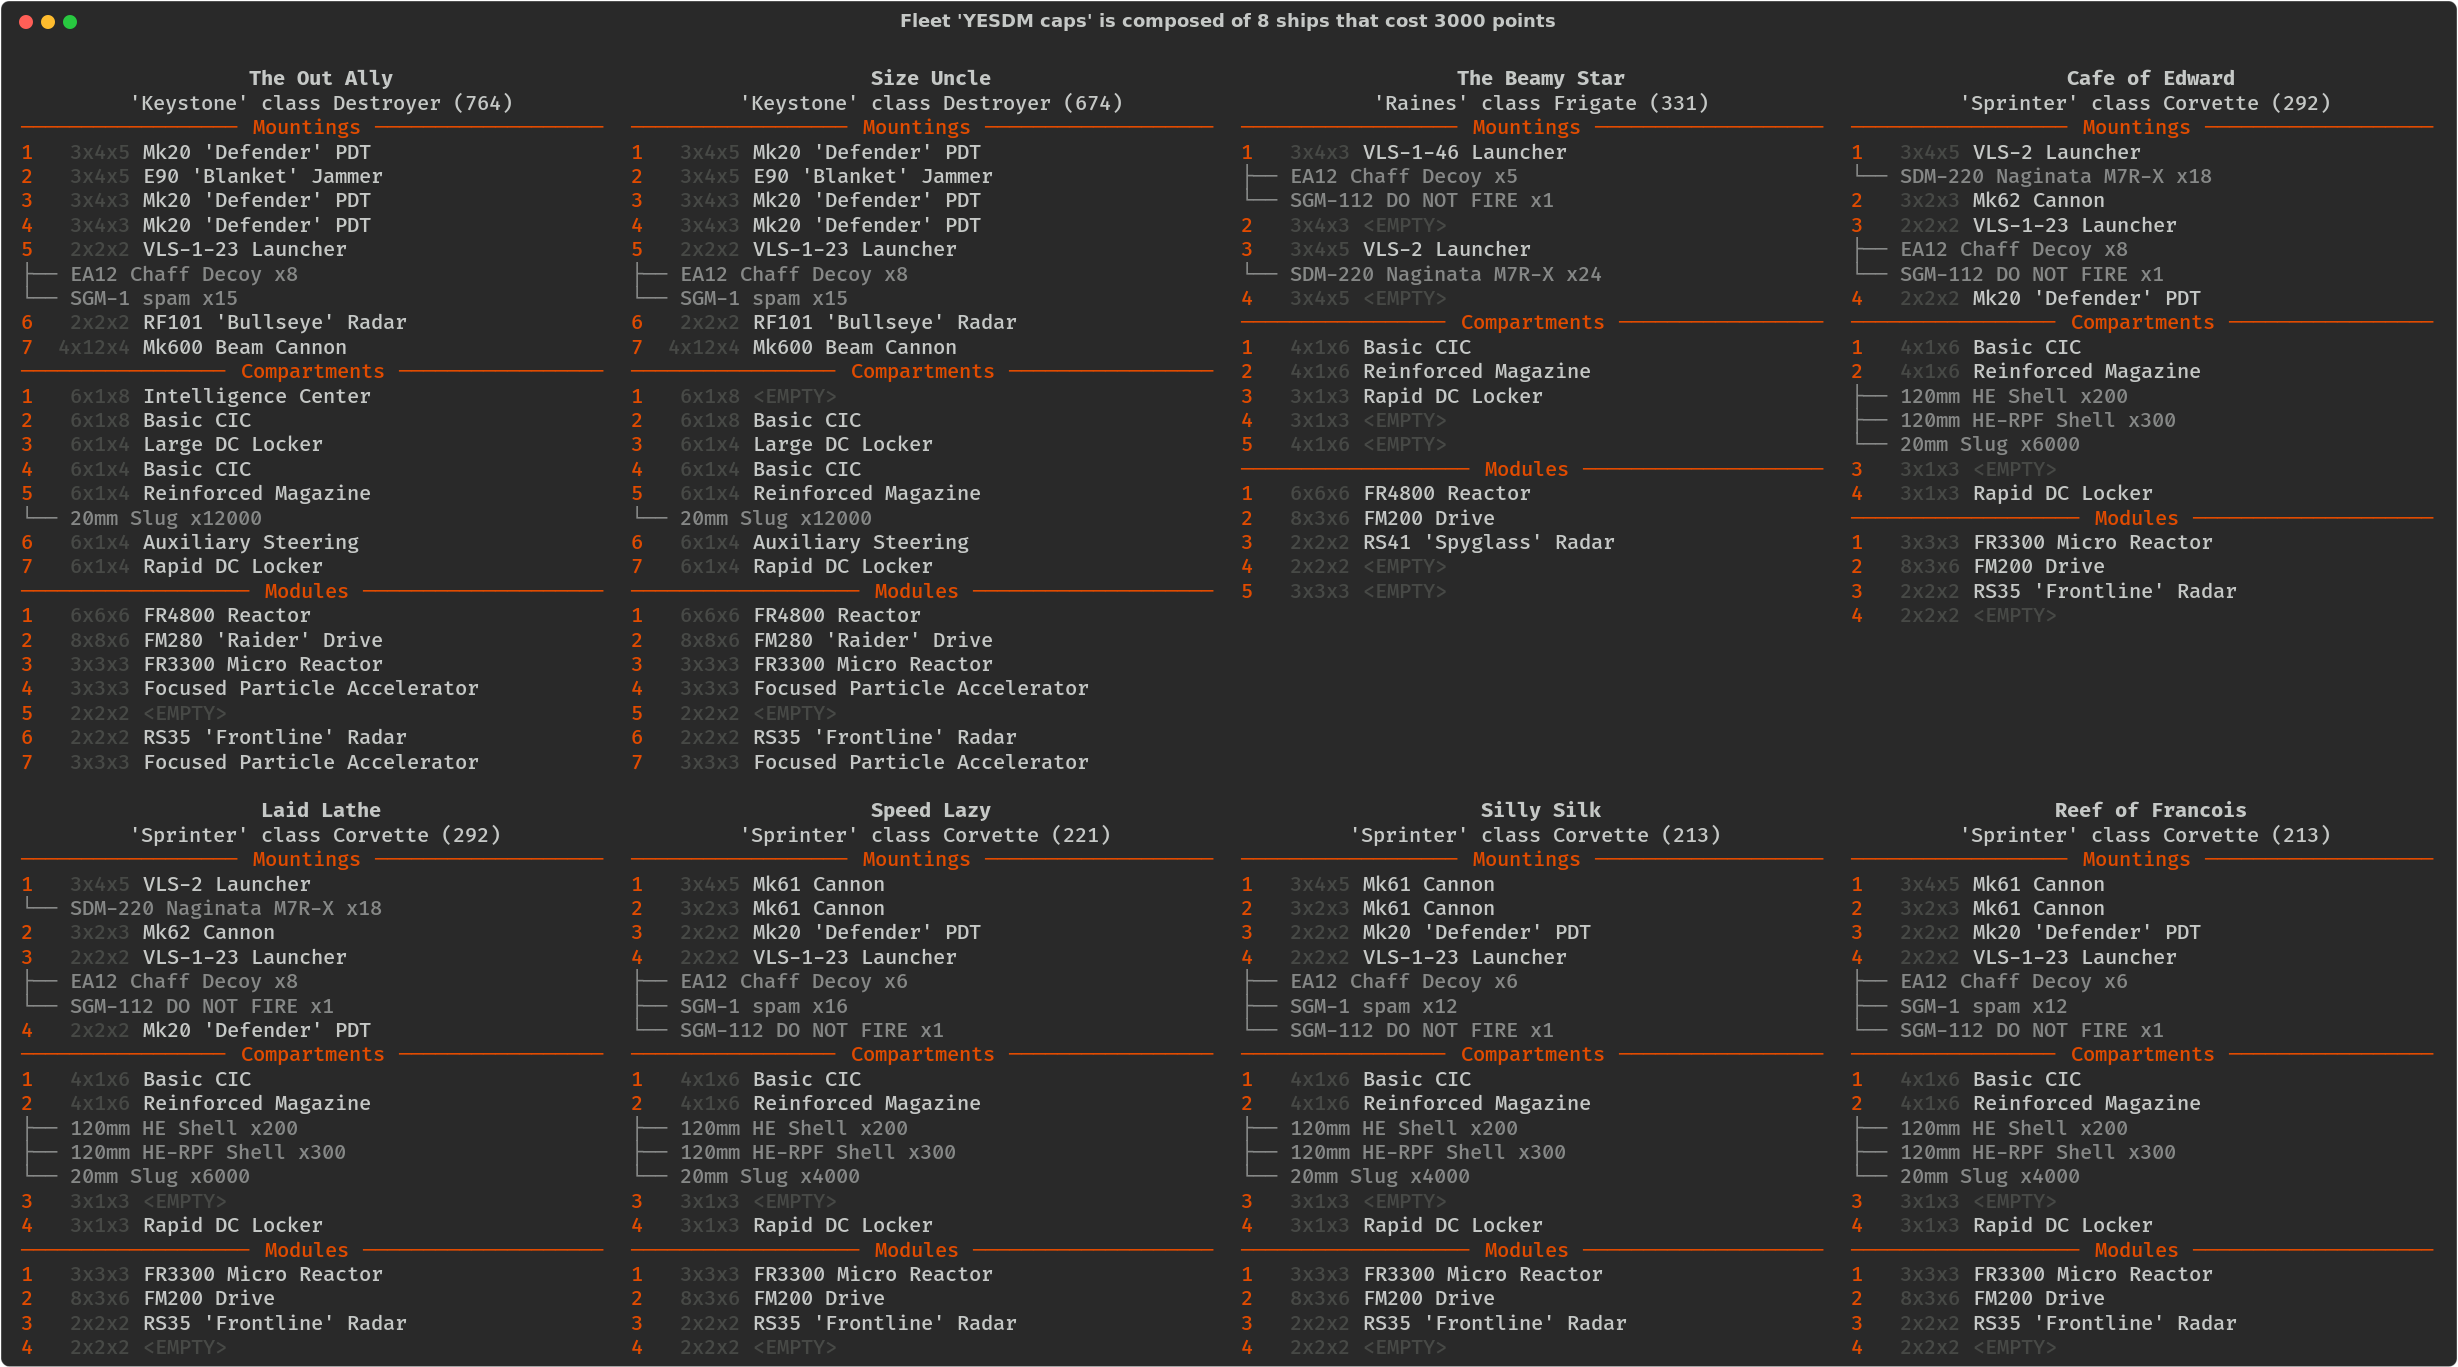 Fleet 'YESDM caps' is composed of 8 ships that cost 3000 points
The Out Ally
'Keystone' class Destroyer (764)
Mountings
1 3x4x5 Mk20 'Defender' PDT
2 3x4x5 E90 'Blanket' Jammer
3 3x4x3 Mk20 'Defender' PDT
4 3x4x3 Mk20 'Defender' PDT
5 2x2x2 VLS-1-23 Launcher
EA12 Chaff Decoy x8
SGM-1 spam x15
6 2x2x2 RF101 'Bullseye' Radar
7 4x12x4 Mk600 Beam Cannon
Compartments
1 6x1x8 Intelligence Center
2 6x1x8 Basic CIC
3 6x1x4 Large DC Locker
4 6x1x4 Basic CIC
5 6x1x4 Reinforced Magazine
20mm Slug x12000
6 6x1x4 Auxiliary Steering
7 6x1x4 Rapid DC Locker
Modules
1 6x6x6 FR4800 Reactor
2 8x8x6 FM280 'Raider' Drive
3 3x3x3 FR3300 Micro Reactor
4 3x3x3 Focused Particle Accelerator
5 2x2x2 <EMPTY>
6 2x2x2 RS35 'Frontline' Radar
7 3x3x3 Focused Particle Accelerator
Size Uncle
'Keystone' class Destroyer (674)
Mountings
1 3x4x5 Mk20 'Defender' PDT
2 3x4x5 E90 'Blanket' Jammer
3 3x4x3 Mk20 'Defender' PDT
4 3x4x3 Mk20 'Defender' PDT
5 2x2x2 VLS-1-23 Launcher
EA12 Chaff Decoy x8
SGM-1 spam x15
6 2x2x2 RF101 'Bullseye' Radar
7 4x12x4 Mk600 Beam Cannon
Compartments
1 6x1x8 <EMPTY>
2 6x1x8 Basic CIC
3 6x1x4 Large DC Locker
4 6x1x4 Basic CIC
5 6x1x4 Reinforced Magazine
20mm Slug x12000
6 6x1x4 Auxiliary Steering
7 6x1x4 Rapid DC Locker
Modules
1 6x6x6 FR4800 Reactor
2 8x8x6 FM280 'Raider' Drive
3 3x3x3 FR3300 Micro Reactor
4 3x3x3 Focused Particle Accelerator
5 2x2x2 <EMPTY>
6 2x2x2 RS35 'Frontline' Radar
7 3x3x3 Focused Particle Accelerator
The Beamy Star
'Raines' class Frigate (331)
Mountings
1 3x4x3 VLS-1-46 Launcher
EA12 Chaff Decoy x5
SGM-112 DO NOT FIRE x1
2 3x4x3 <EMPTY>
3 3x4x5 VLS-2 Launcher
SDM-220 Naginata M7R-X x24
4 3x4x5 <EMPTY>
Compartments
1 4x1x6 Basic CIC
2 4x1x6 Reinforced Magazine
3 3x1x3 Rapid DC Locker
4 3x1x3 <EMPTY>
5 4x1x6 <EMPTY>
Modules
1 6x6x6 FR4800 Reactor
2 8x3x6 FM200 Drive
3 2x2x2 RS41 'Spyglass' Radar
4 2x2x2 <EMPTY>
5 3x3x3 <EMPTY>
Cafe of Edward
'Sprinter' class Corvette (292)
Mountings
1 3x4x5 VLS-2 Launcher
SDM-220 Naginata M7R-X x18
2 3x2x3 Mk62 Cannon
3 2x2x2 VLS-1-23 Launcher
EA12 Chaff Decoy x8
SGM-112 DO NOT FIRE x1
4 2x2x2 Mk20 'Defender' PDT
Compartments
1 4x1x6 Basic CIC
2 4x1x6 Reinforced Magazine
120mm HE Shell x200
120mm HE-RPF Shell x300
20mm Slug x6000
3 3x1x3 <EMPTY>
4 3x1x3 Rapid DC Locker
Modules
1 3x3x3 FR3300 Micro Reactor
2 8x3x6 FM200 Drive
3 2x2x2 RS35 'Frontline' Radar
4 2x2x2 <EMPTY>
Laid Lathe
'Sprinter' class Corvette (292)
Mountings
1 3x4x5 VLS-2 Launcher
SDM-220 Naginata M7R-X x18
2 3x2x3 Mk62 Cannon
3 2x2x2 VLS-1-23 Launcher
EA12 Chaff Decoy x8
SGM-112 DO NOT FIRE x1
4 2x2x2 Mk20 'Defender' PDT
Compartments
1 4x1x6 Basic CIC
2 4x1x6 Reinforced Magazine
120mm HE Shell x200
120mm HE-RPF Shell x300
20mm Slug x6000
3 3x1x3 <EMPTY>
4 3x1x3 Rapid DC Locker
Modules
1 3x3x3 FR3300 Micro Reactor
2 8x3x6 FM200 Drive
3 2x2x2 RS35 'Frontline' Radar
4 2x2x2 <EMPTY>
Speed Lazy
'Sprinter' class Corvette (221)
Mountings
1 3x4x5 Mk61 Cannon
2 3x2x3 Mk61 Cannon
3 2x2x2 Mk20 'Defender' PDT
4 2x2x2 VLS-1-23 Launcher
EA12 Chaff Decoy x6
SGM-1 spam x16
SGM-112 DO NOT FIRE x1
Compartments
1 4x1x6 Basic CIC
2 4x1x6 Reinforced Magazine
120mm HE Shell x200
120mm HE-RPF Shell x300
20mm Slug x4000
3 3x1x3 <EMPTY>
4 3x1x3 Rapid DC Locker
Modules
1 3x3x3 FR3300 Micro Reactor
2 8x3x6 FM200 Drive
3 2x2x2 RS35 'Frontline' Radar
4 2x2x2 <EMPTY>
Silly Silk
'Sprinter' class Corvette (213)
Mountings
1 3x4x5 Mk61 Cannon
2 3x2x3 Mk61 Cannon
3 2x2x2 Mk20 'Defender' PDT
4 2x2x2 VLS-1-23 Launcher
EA12 Chaff Decoy x6
SGM-1 spam x12
SGM-112 DO NOT FIRE x1
Compartments
1 4x1x6 Basic CIC
2 4x1x6 Reinforced Magazine
120mm HE Shell x200
120mm HE-RPF Shell x300
20mm Slug x4000
3 3x1x3 <EMPTY>
4 3x1x3 Rapid DC Locker
Modules
1 3x3x3 FR3300 Micro Reactor
2 8x3x6 FM200 Drive
3 2x2x2 RS35 'Frontline' Radar
4 2x2x2 <EMPTY>
Reef of Francois
'Sprinter' class Corvette (213)
Mountings
1 3x4x5 Mk61 Cannon
2 3x2x3 Mk61 Cannon
3 2x2x2 Mk20 'Defender' PDT
4 2x2x2 VLS-1-23 Launcher
EA12 Chaff Decoy x6
SGM-1 spam x12
SGM-112 DO NOT FIRE x1
Compartments
1 4x1x6 Basic CIC
2 4x1x6 Reinforced Magazine
120mm HE Shell x200
120mm HE-RPF Shell x300
20mm Slug x4000
3 3x1x3 <EMPTY>
4 3x1x3 Rapid DC Locker
Modules
1 3x3x3 FR3300 Micro Reactor
2 8x3x6 FM200 Drive
3 2x2x2 RS35 'Frontline' Radar
4 2x2x2 <EMPTY>